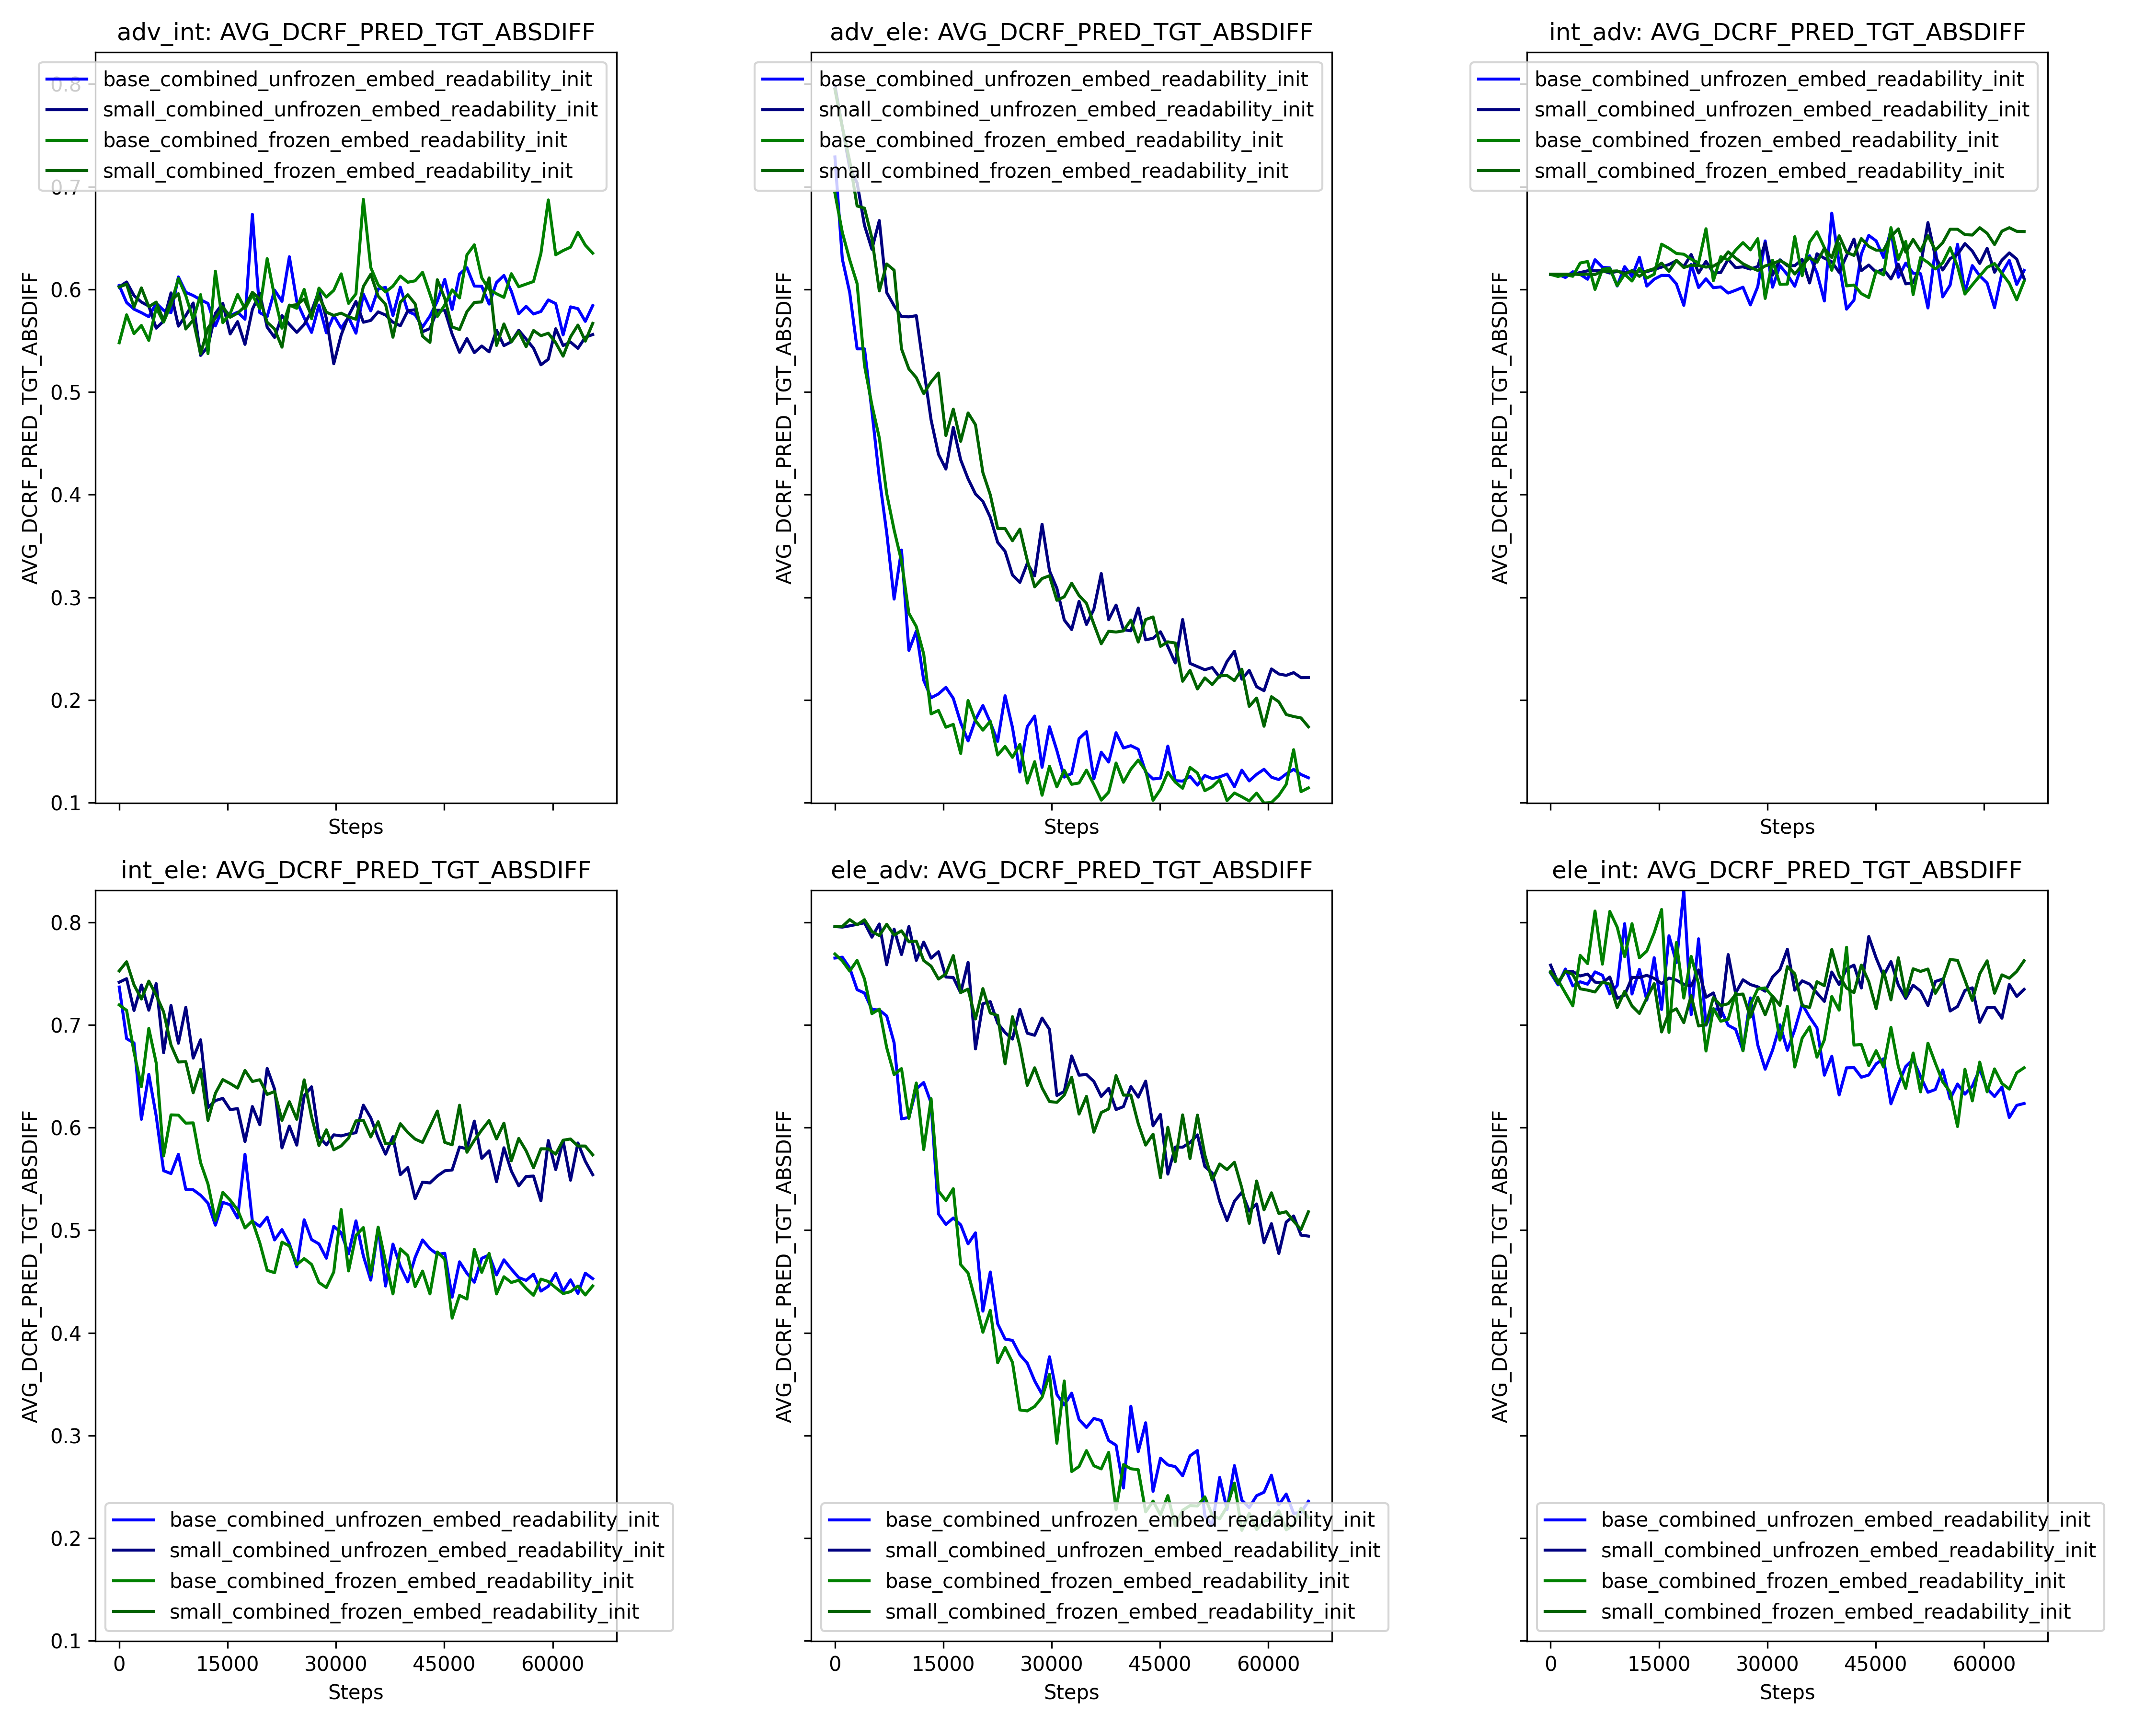 adv_int: AVG_DCRF_PRED_TGT_ABSDIFF
base_combined_unfrozen_embed_readability_init
small_combined_unfrozen_embed_readability_init
base_combined_frozen_embed_readability_init
small_combined_frozen_embed_readability_init
0.8
0.7
0.6
0.5
0.4
0.3
0.2
0.1
AVG_DCRF_PRED_TGT_ABSDIFF
Steps
adv_ele: AVG_DCRF_PRED_TGT_ABSDIFF
base_combined_unfrozen_embed_readability_init
small_combined_unfrozen_embed_readability_init
base_combined_frozen_embed_readability_init
small_combined_frozen_embed_readability_init
AVG_DCRF_PRED_TGT_ABSDIFF
Steps
int_adv: AVG_DCRF_PRED_TGT_ABSDIFF
base_combined_unfrozen_embed_readability_init
small_combined_unfrozen_embed_readability_init
base_combined_frozen_embed_readability_init
small_combined_frozen_embed_readability_init
AVG_DCRF_PRED_TGT_ABSDIFF
Steps
int_ele: AVG_DCRF_PRED_TGT_ABSDIFF
0.8
0.7
0.6
0.5
0.4
0.3
0.2
0.1
AVG_DCRF_PRED_TGT_ABSDIFF
base_combined_unfrozen_embed_readability_init
small_combined_unfrozen_embed_readability_init
base_combined_frozen_embed_readability_init
small_combined_frozen_embed_readability_init
0 15000 30000 45000 60000
Steps
ele_adv: AVG_DCRF_PRED_TGT_ABSDIFF
AVG_DCRF_PRED_TGT_ABSDIFF
base_combined_unfrozen_embed_readability_init
small_combined_unfrozen_embed_readability_init
base_combined_frozen_embed_readability_init
small_combined_frozen_embed_readability_init
0 15000 30000 45000 60000
Steps
ele_int: AVG_DCRF_PRED_TGT_ABSDIFF
AVG_DCRF_PRED_TGT_ABSDIFF
base_combined_unfrozen_embed_readability_init
small_combined_unfrozen_embed_readability_init
base_combined_frozen_embed_readability_init
small_combined_frozen_embed_readability_init
0 15000 30000 45000 60000
Steps